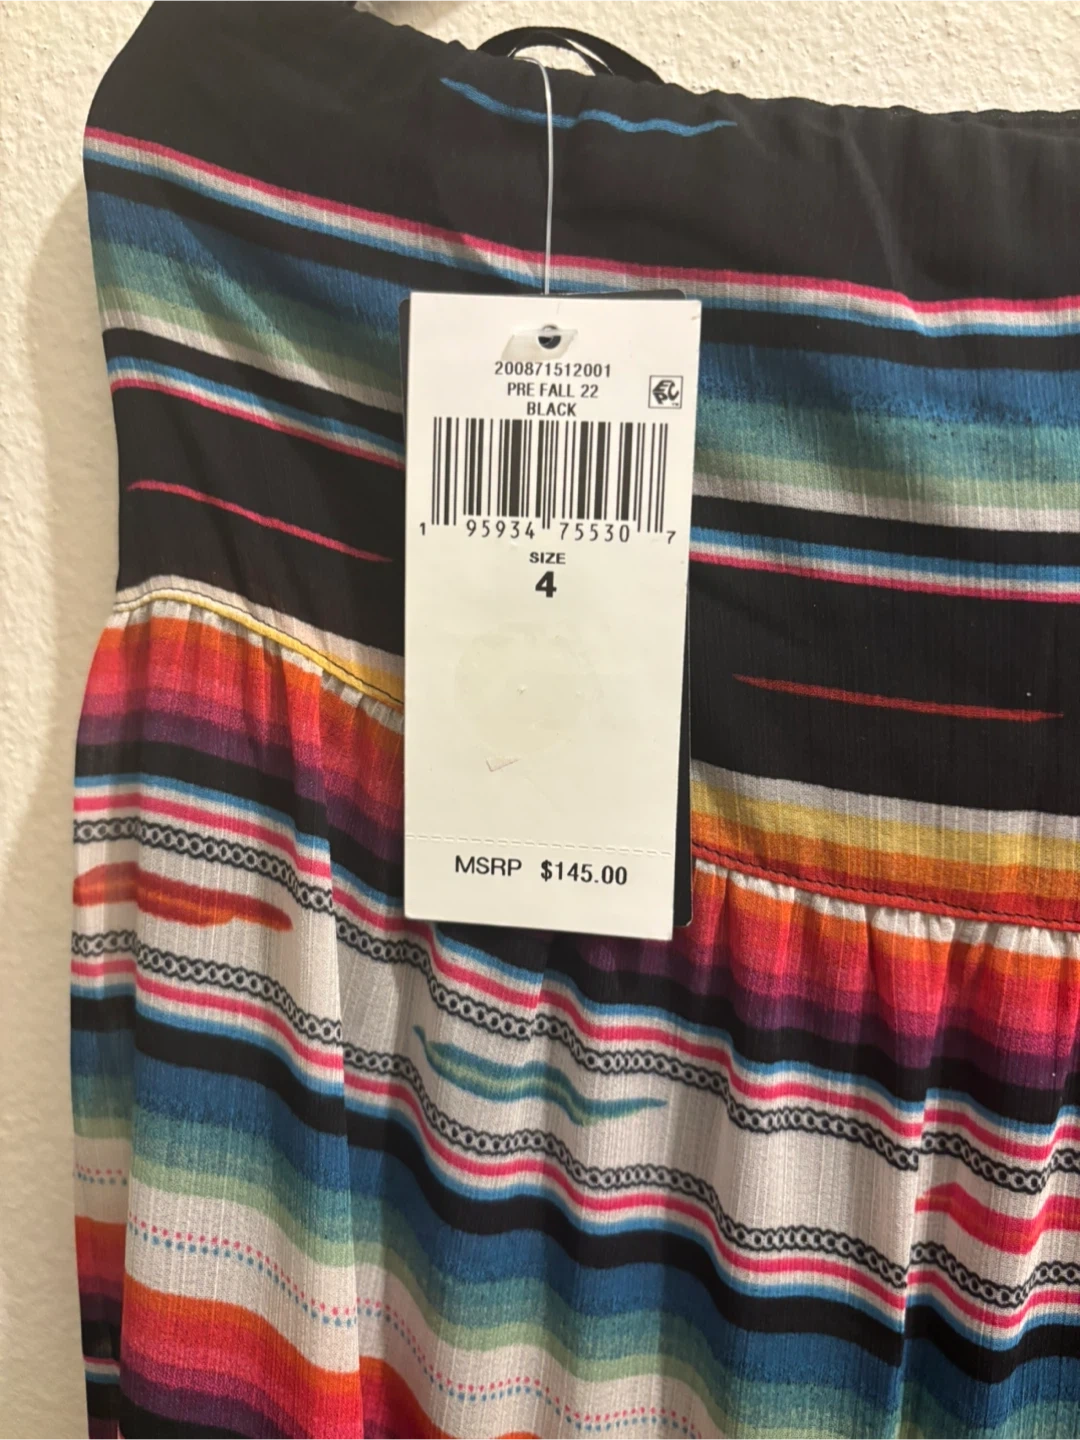 200871512001
PRE FALL 22
BLACK
1 95934 75530 7
SIZE
4
MSRP $145.00